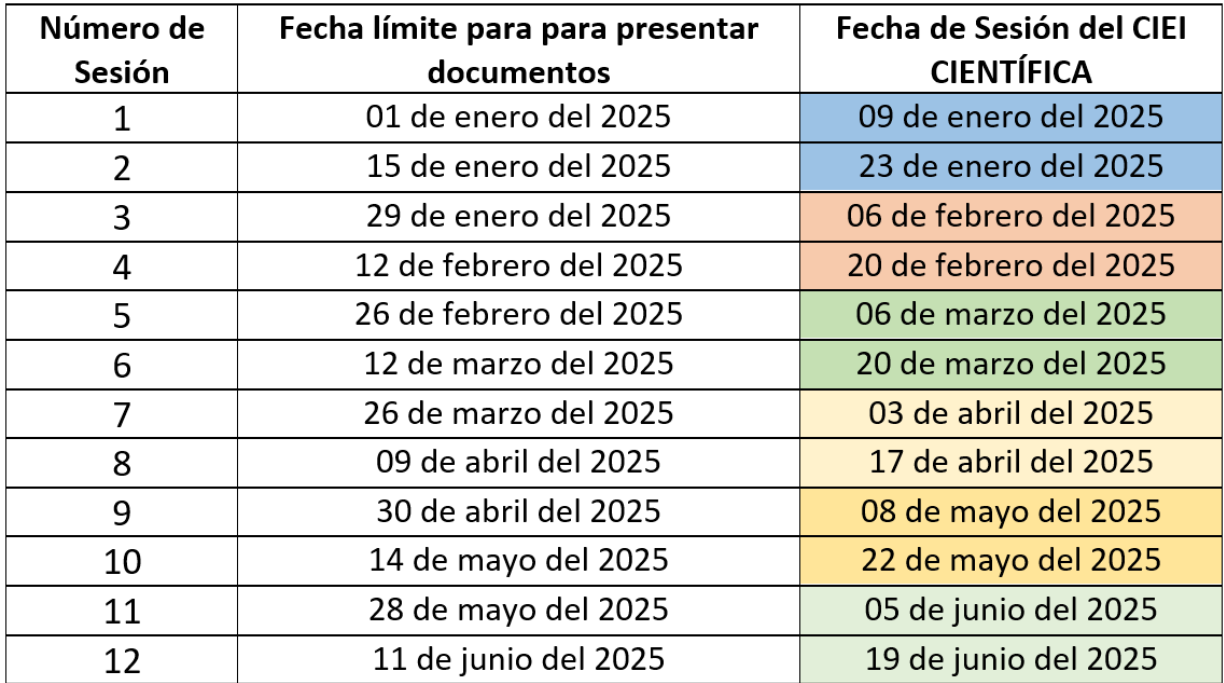 Número de Sesión Fecha límite para para presentar documentos Fecha de Sesión del CIEI CIENTÍFICA
1 01 de enero del 2025 09 de enero del 2025
2 15 de enero del 2025 23 de enero del 2025
3 29 de enero del 2025 06 de febrero del 2025
4 12 de febrero del 2025 20 de febrero del 2025
5 26 de febrero del 2025 06 de marzo del 2025
6 12 de marzo del 2025 20 de marzo del 2025
7 26 de marzo del 2025 03 de abril del 2025
8 09 de abril del 2025 17 de abril del 2025
9 30 de abril del 2025 08 de mayo del 2025
10 14 de mayo del 2025 22 de mayo del 2025
11 28 de mayo del 2025 05 de junio del 2025
12 11 de junio del 2025 19 de junio del 2025